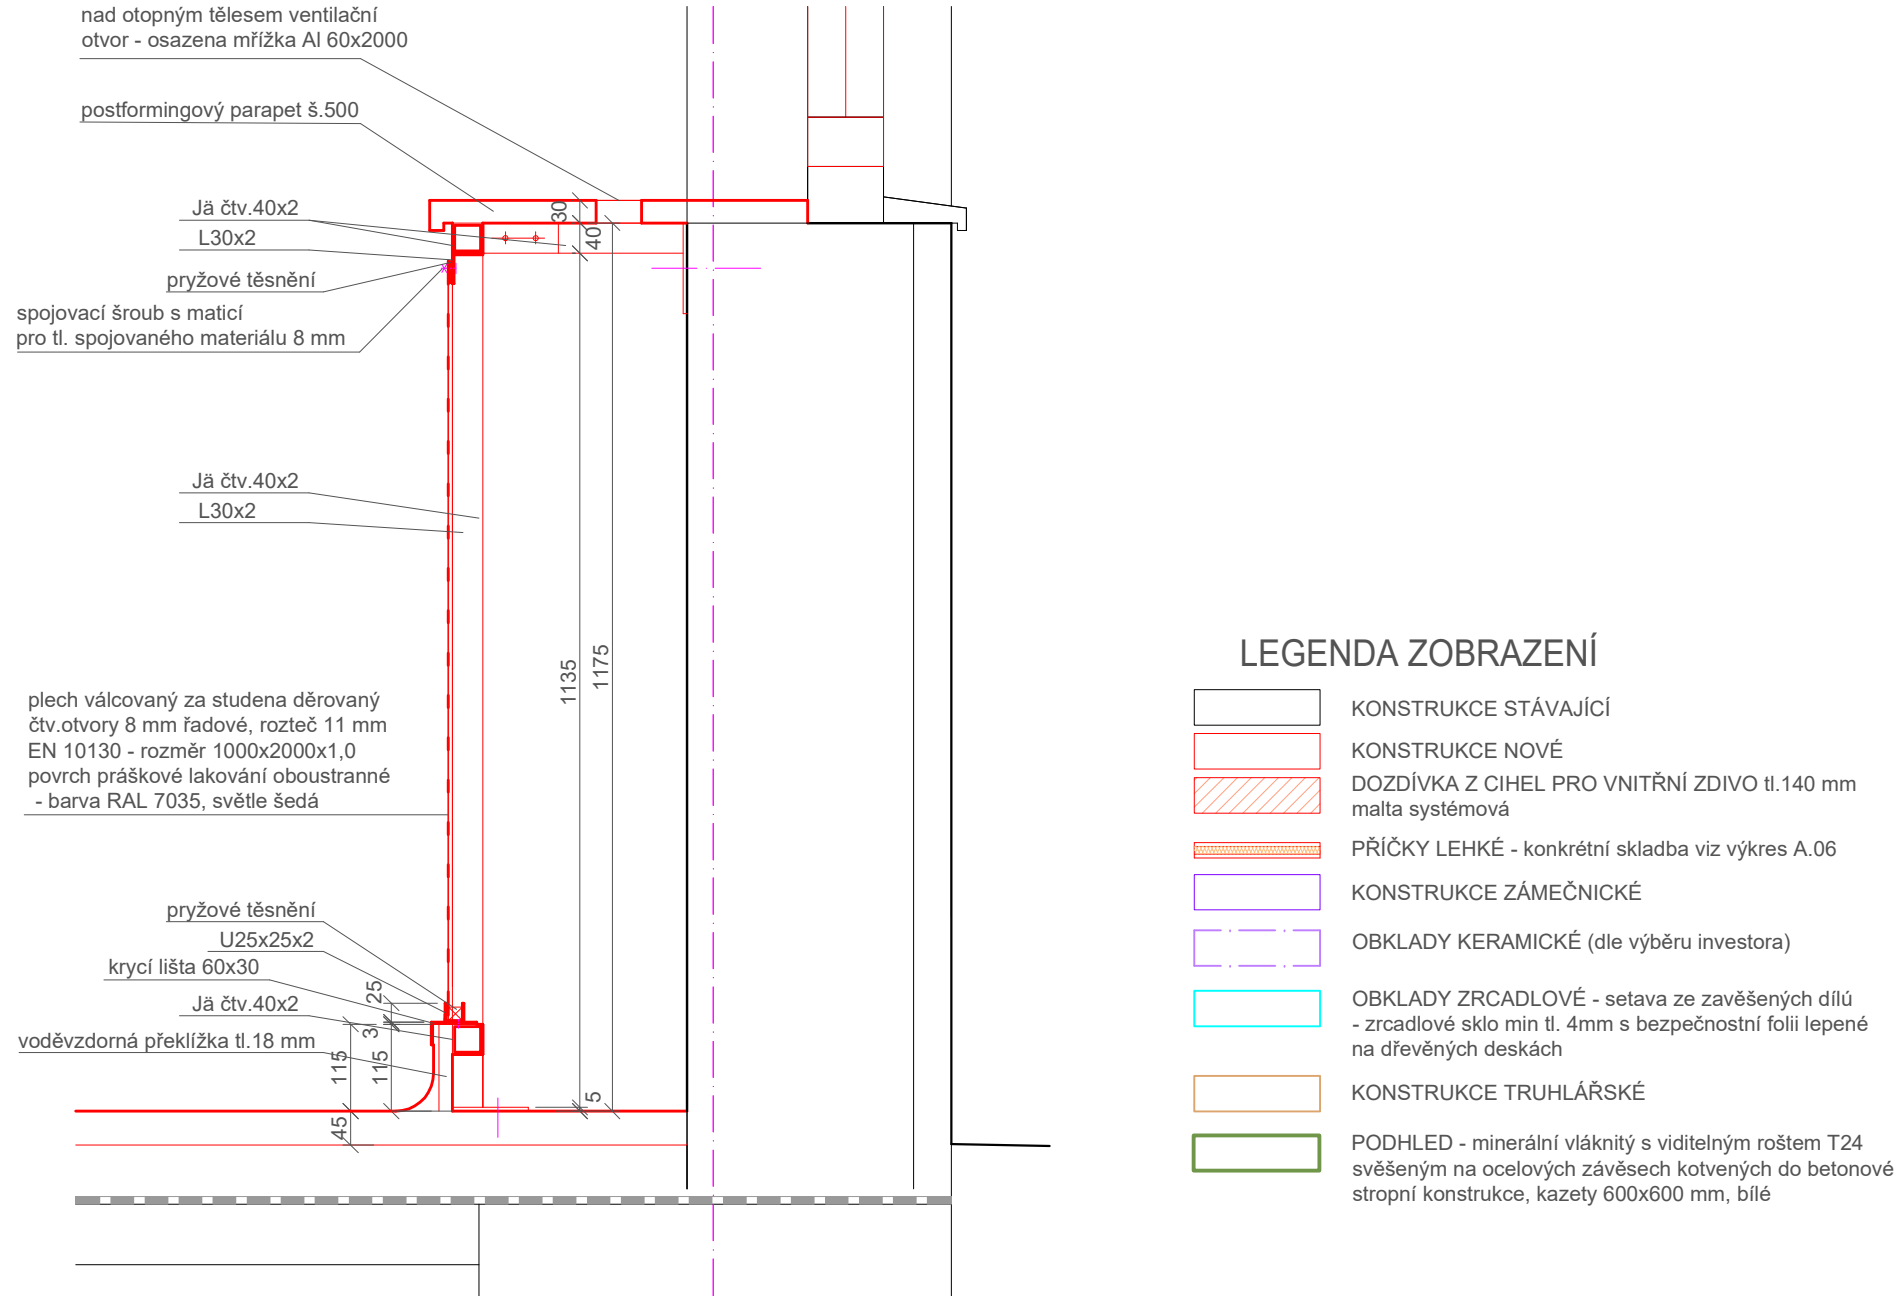 nad otopným tělesem ventilační
otvor - osazena mřížka Al 60x2000
postformingový parapet š.500
Jä čtv.40x2
L30x2
pryžové těsnění
spojovací šroub s maticí
pro tl. spojovaného materiálu 8 mm
30
40
Jä čtv.40x2
L30x2
1135
1175
plech válcovaný za studena děrovaný
čtv.otvory 8 mm řadové, rozteč 11 mm
EN 10130 - rozměr 1000x2000x1,0
povrch práškové lakování oboustranné
- barva RAL 7035, světle šedá
pryžové těsnění
U25x25x2
krycí lišta 60x30
Jä čtv.40x2
voděvzdorná překližka tl.18 mm
25
3
115
115
45
5
LEGENDA ZOBRAZENÍ
KONSTRUKCE STÁVAJÍCÍ
KONSTRUKCE NOVÉ
DOZDÍVKA Z CIHEL PRO VNITŘNÍ ZDIVO tl.140 mm
malta systémová
PŘÍČKY LEHKÉ - konkrétní skladba viz výkres A.06
KONSTRUKCE ZÁMEČNICKÉ
OBKLADY KERAMICKÉ (dle výběru investora)
OBKLADY ZRCADLOVÉ - setava ze zavěšených dílů
- zrcadlové sklo min tl. 4mm s bezpečnostní folii lepené
na dřevěných deskách
KONSTRUKCE TRUHLÁŘSKÉ
PODHLED - minerální vláknitý s viditelným roštem T24
svěšeným na ocelových závěsech kotvených do betonové
stropní konstrukce, kazety 600x600 mm, bílé